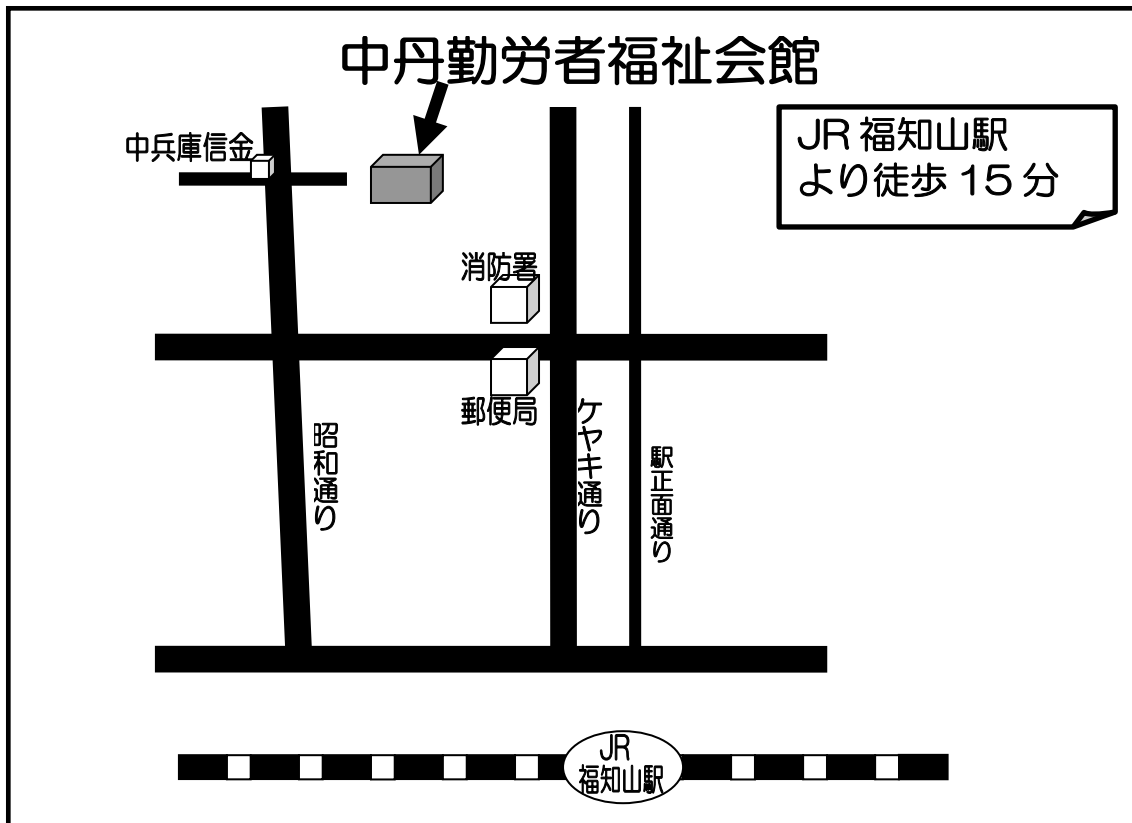 中丹勤労者福祉会館
中兵庫信金
JR 福知山駅
より徒歩 15 分
消防署
郵便局
昭和通り
ケヤキ通り
駅正面通り
JR
福知山駅